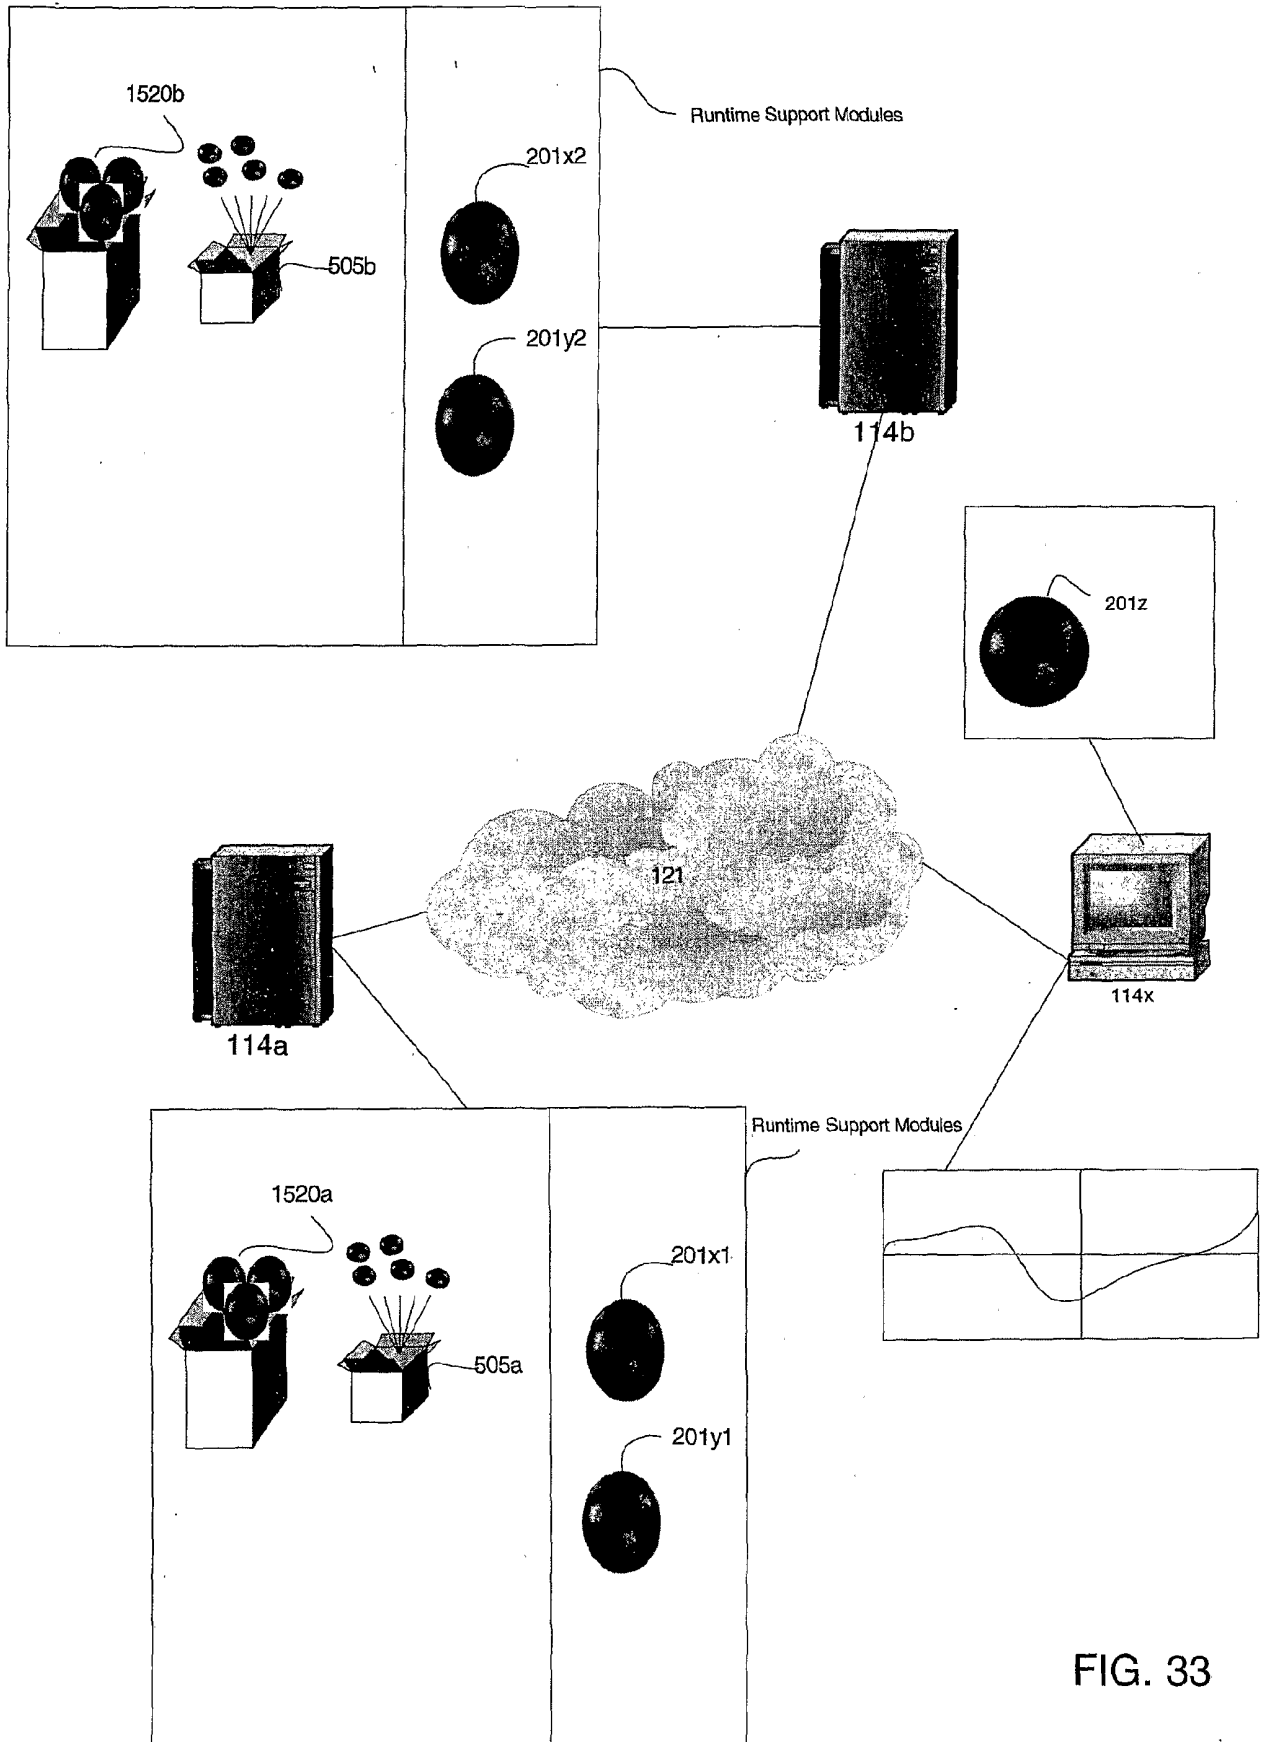 1520b
Runtime Support Modules
201x2
505b
201y2
114b
201z
121
114x
114a
Runtime Support Modules
1520a
201x1
505a
201y1
FIG. 33